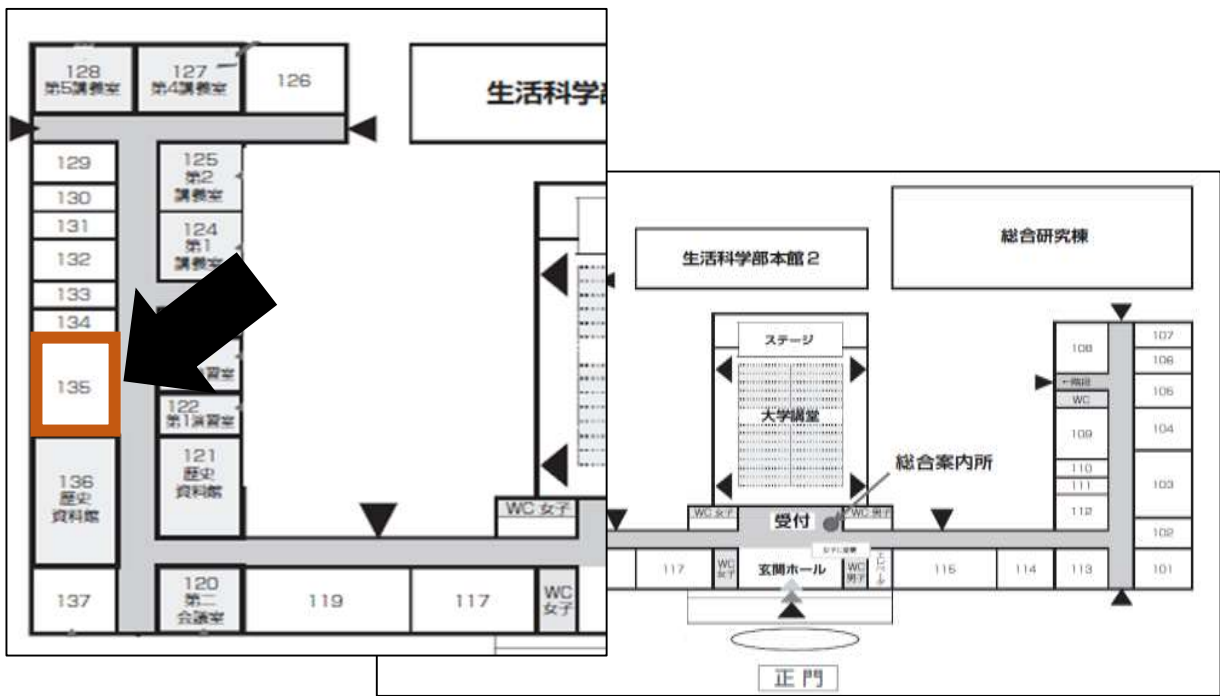 128
第5講義室
127
第4講義室
126
生活科学部
129
125
第2
講義室
130
131
124
第1
講義室
132
133
134
135
習室
122
第1演習室
136
歴史
資料館
121
歴史
資料館
WC 女子
137
120
第二
会議室
119
117
WC
女子
生活科学部本館2
総合研究棟
ステージ
大学講堂
総合案内所
WC 女子
受付
WC 男子
117
WC
女子
玄関ホール
WC
男子
116
114
113
101
108
107
106
階段
105
WC
109
104
110
111
103
112
102
正門